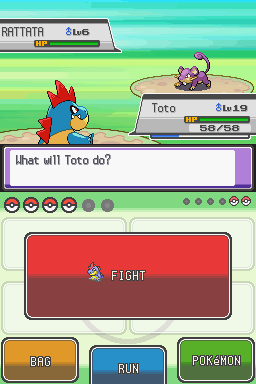 RATTATA ♂Lv6
HP
Toto ♂Lv19
HP
58/58
What will Toto do?
FIGHT
BAG
RUN
POKéMON